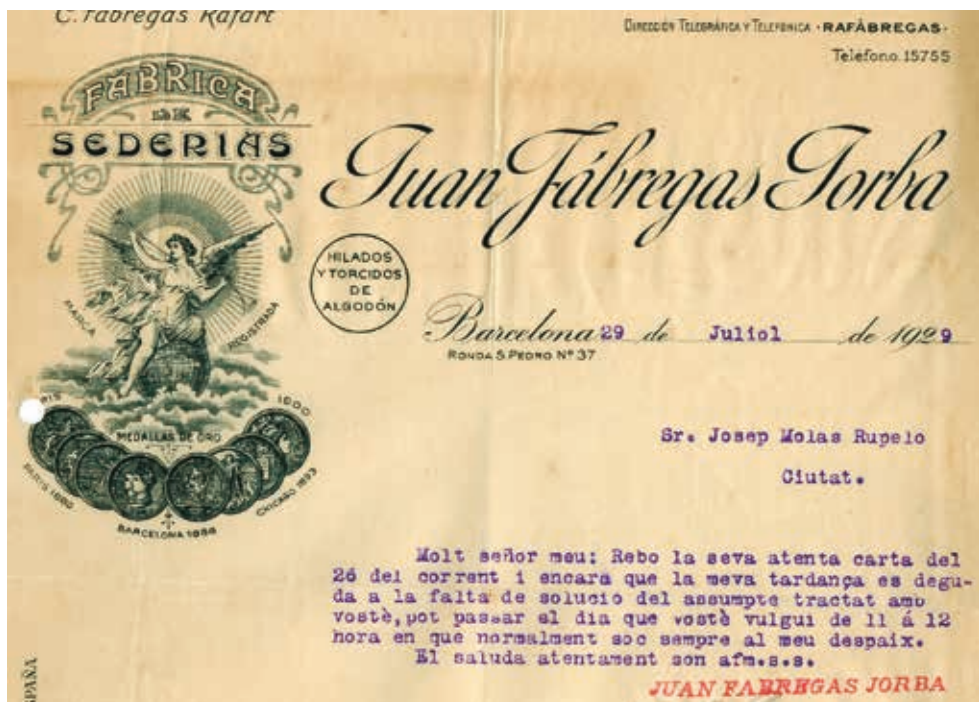 C. Fabregas Rafart
DIRECCIÓN TELEGRÁFICA Y TELEFÓNICA · RAFÁBREGAS ·
Teléfono. 15755
FABRICA
DE
SEDERIAS
Juan Fábregas Jorba
HILADOS
Y TORCIDOS
DE
ALGODÓN
MARCA REGISTRADA
Barcelona 29 de Juliol de 1929
RONDA S. PEDRO Nº 37
1900
MEDALLAS DE ORO
CHICAGO 1893
BARCELONA 1888
Sr. Josep Molas Rupelo
Ciutat.
Molt señor meu: Rebo la seva atenta carta del
26 del corrent i encara que la meva tardança es degu-
da a la falta de solucio del assumpte tractat amb
vostè, pot passar el dia que vostè vulgui de 11 á 12
hora en que normalment soc sempre al meu despaix.
El saluda atentament son afm.s.s.
JUAN FABREGAS JORBA